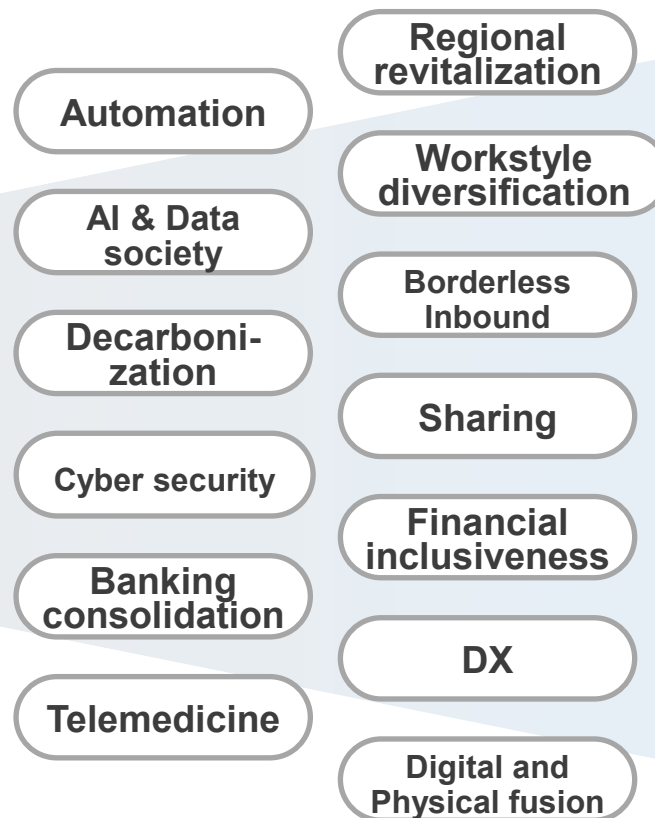 Automation
AI & Data
society
Decarboni-
zation
Cyber security
Banking
consolidation
Telemedicine
Regional
revitalization
Workstyle
diversification
Borderless
Inbound
Sharing
Financial
inclusiveness
DX
Digital and
Physical fusion